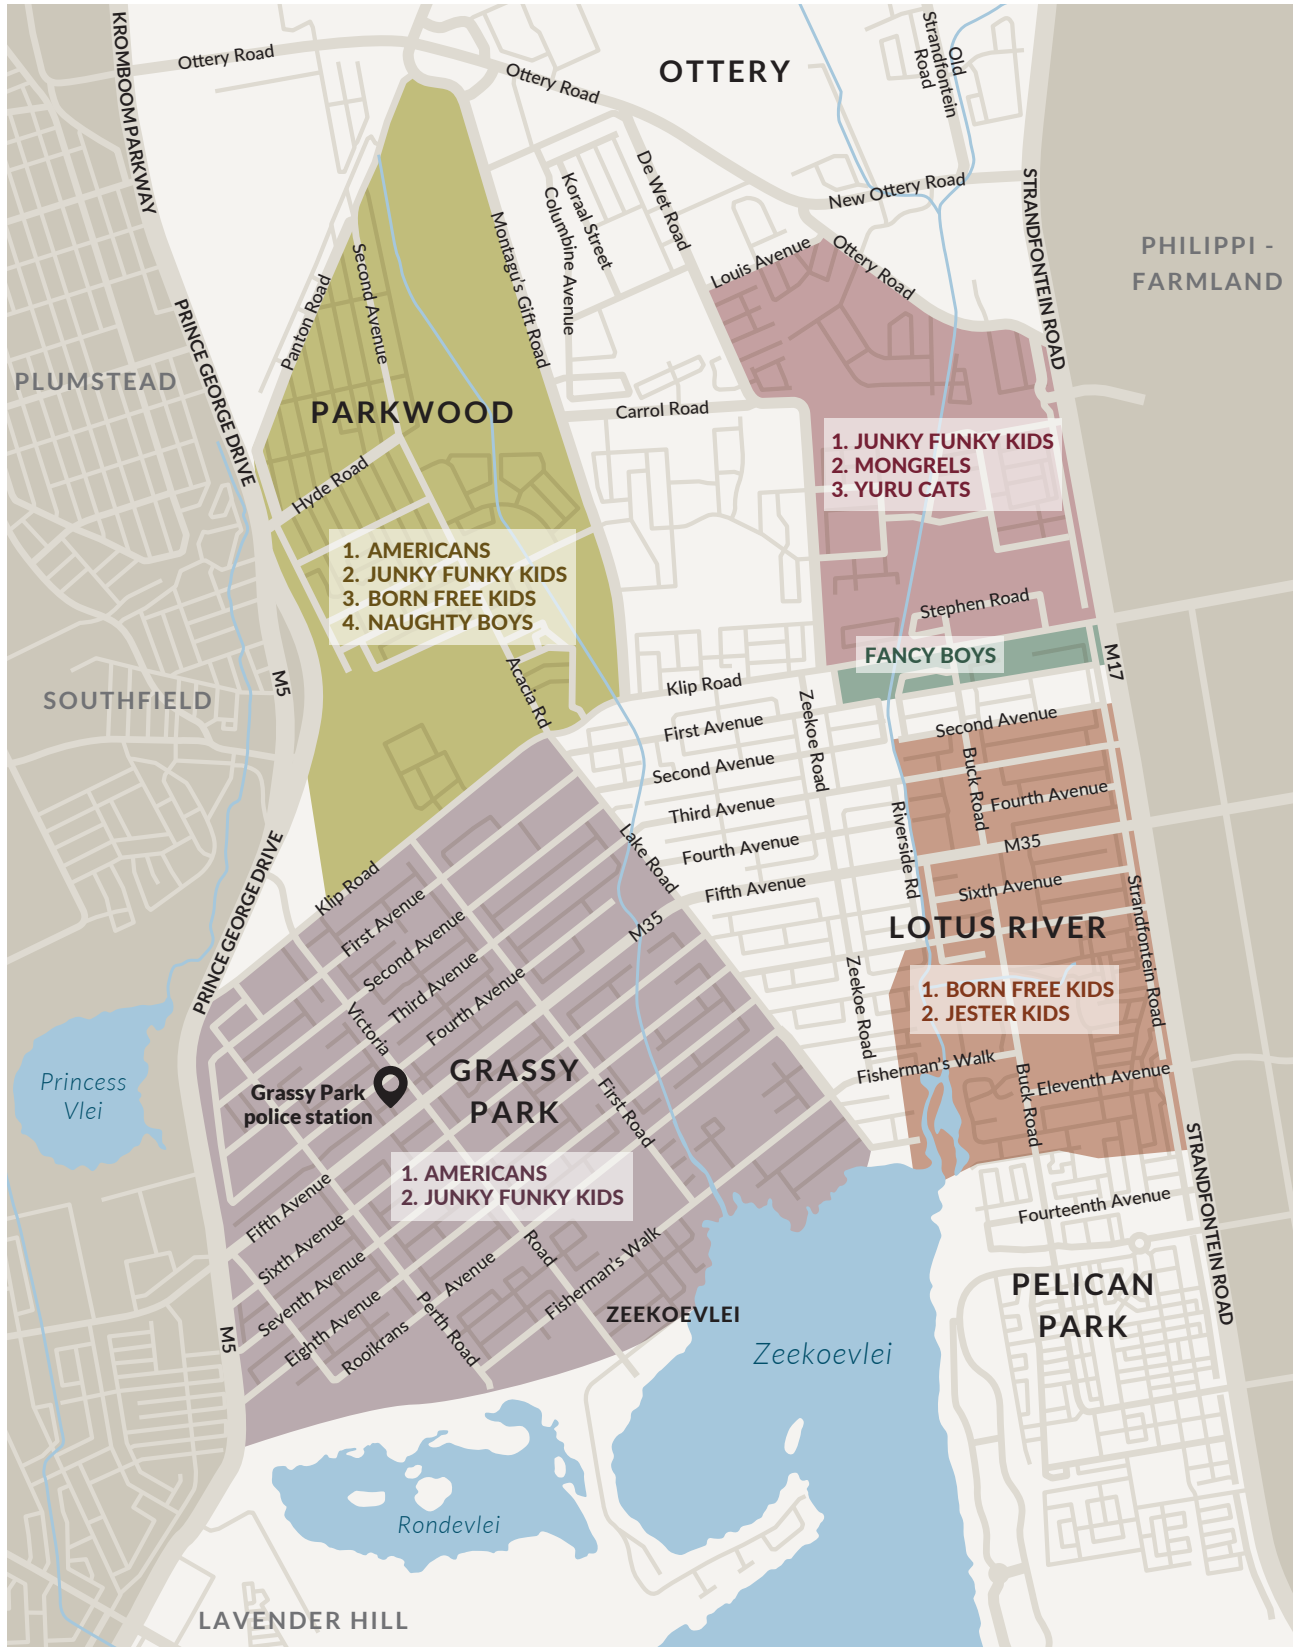 KROMBOOM PARKWAY
Ottery Road
Ottery Road
OTTERY
Old
Strandfontein
Road
De Wet Road
Koraal Street
Columbine Avenue
New Ottery Road
STRANDFONTEIN ROAD
PHILIPPI -
FARMLAND
Montagu's Gift Road
Second Avenue
Panton Road
Louis Avenue
Ottery Road
PRINCE GEORGE DRIVE
PLUMSTEAD
PARKWOOD
Carrol Road
1. JUNKY FUNKY KIDS
2. MONGRELS
3. YURU CATS
Hyde Road
1. AMERICANS
2. JUNKY FUNKY KIDS
3. BORN FREE KIDS
4. NAUGHTY BOYS
Stephen Road
FANCY BOYS
M17
Acacia Rd
M5
SOUTHFIELD
Klip Road
Zeekoe Road
First Avenue
Second Avenue
Second Avenue
Buck Road
Third Avenue
Fourth Avenue
Riverside Rd
Fourth Avenue
M35
Lake Road
Fifth Avenue
Sixth Avenue
Strandfontein Road
PRINCE GEORGE DRIVE
Klip Road
First Avenue
Second Avenue
M35
LOTUS RIVER
Third Avenue
Fourth Avenue
Zeekoe Road
1. BORN FREE KIDS
2. JESTER KIDS
Victoria
Fisherman's Walk
Buck Road
Eleventh Avenue
Princess
Vlei
Grassy Park
police station
GRASSY
PARK
First Road
1. AMERICANS
2. JUNKY FUNKY KIDS
STRANDFONTEIN ROAD
Fourteenth Avenue
Fifth Avenue
Sixth Avenue
Seventh Avenue
Eighth Avenue
Rooikrans
Avenue
Perth Road
Road
Fisherman's Walk
ZEEKOEVLEI
PELICAN
PARK
M5
Zeekoevlei
Rondevlei
LAVENDER HILL